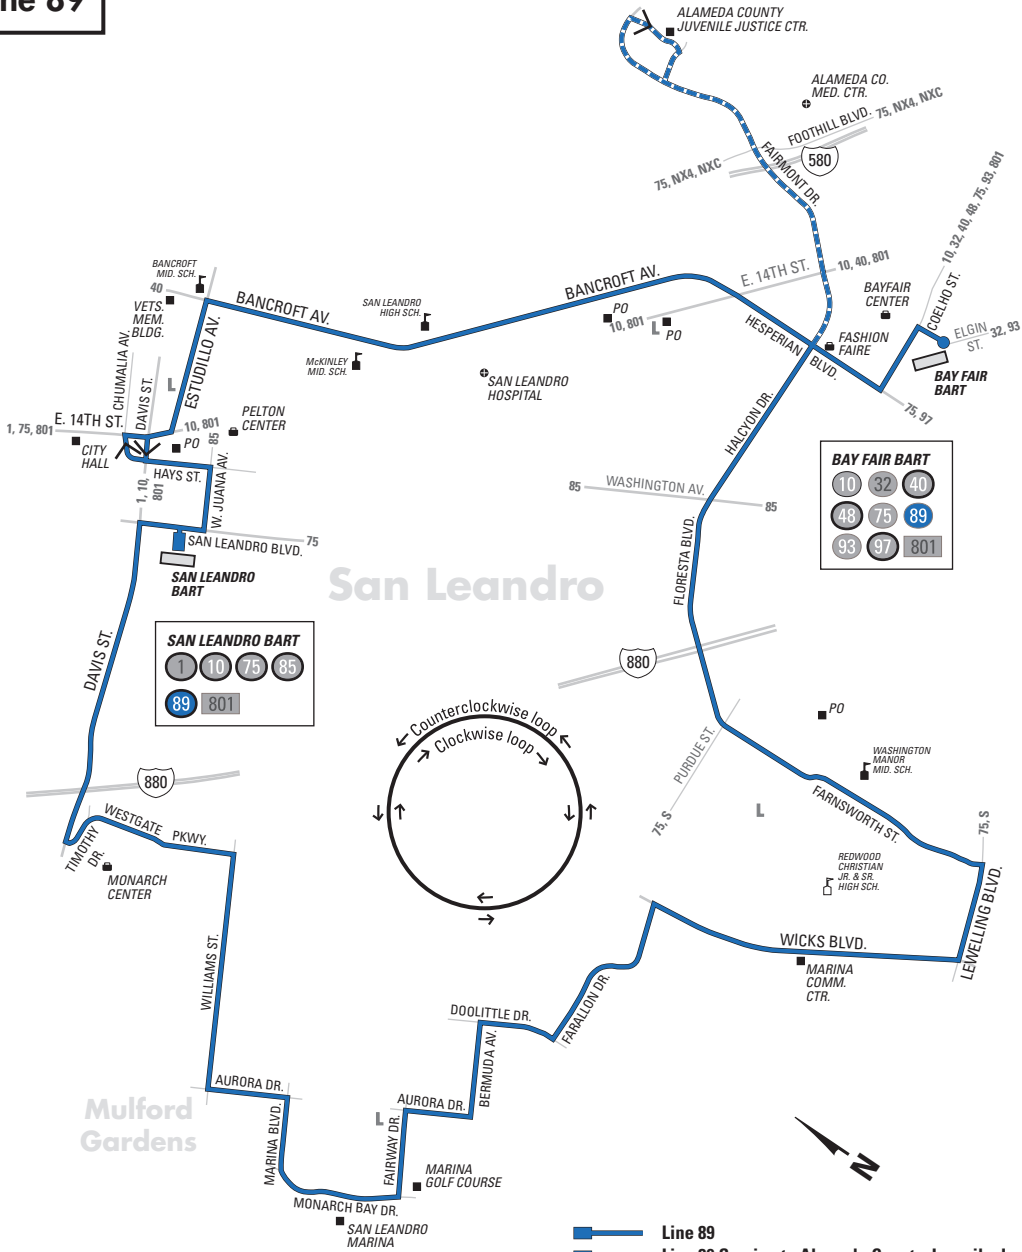 ALAMEDA COUNTY
JUVENILE JUSTICE CTR.
ALAMEDA CO.
MED. CTR.
FOOTHILL BLVD.
75, NX4, NXC
580
75, NX4, NXC
FAIRMONT DR.
10, 32, 40, 48, 75, 93, 801
BANCROFT
MID. SCH.
40
VETS.
MEM.
BLDG.
BANCROFT AV.
SAN LEANDRO
HIGH SCH.
BANCROFT AV.
E. 14TH ST.
10, 40, 801
BAYFAIR
CENTER
COELHO ST.
ELGIN
ST.
32, 93
PO
10, 801
L
PO
HESPERIAN BLVD.
FASHION
FAIRE
BAY FAIR
BART
75, 97
McKINLEY
MID. SCH.
SAN LEANDRO
HOSPITAL
CHUMALIA AV.
DAVIS ST.
L
ESTUDILLO AV.
E. 14TH ST.
1, 75, 801
CITY
HALL
10, 801
PELTON
CENTER
PO
85
HAYS ST.
W. JUANA AV.
1, 10,
801
SAN LEANDRO BLVD.
75
SAN LEANDRO
BART
HALCYON DR.
85
WASHINGTON AV.
85
BAY FAIR BART
10 32 40
48 75 89
93 97 801
San Leandro
FLORESTA BLVD.
DAVIS ST.
SAN LEANDRO BART
1 10 75 85
89 801
880
PO
Counterclockwise loop
Clockwise loop
PURDUE ST.
75, S
WASHINGTON
MANOR
MID. SCH.
L
FARNSWORTH ST.
75, S
880
WESTGATE PKWY.
TIMOTHY
DR.
MONARCH
CENTER
REDWOOD
CHRISTIAN
JR. & SR.
HIGH SCH.
LEWELLING BLVD.
WICKS BLVD.
MARINA
COMM.
CTR.
WILLIAMS ST.
FARALLON DR.
DOOLITTLE DR.
BERMUDA AV.
AURORA DR.
AURORA DR.
Mulford
Gardens
MARINA BLVD.
L
FAIRWAY DR.
MARINA
GOLF COURSE
MONARCH BAY DR.
SAN LEANDRO
MARINA
N
Line 89